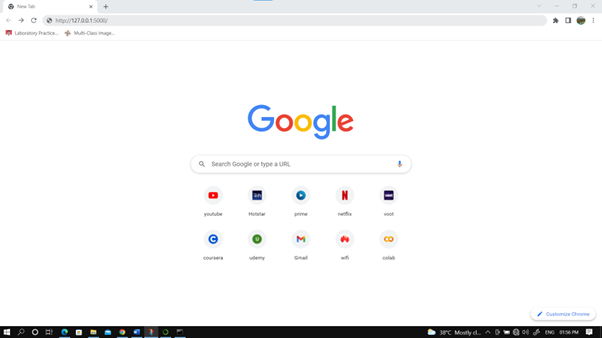 New Tab
http://127.0.0.1:5000/
Laboratory Practice...
Multi-Class Image...
Google
Search Google or type a URL
youtube
Hotstar
prime
netflix
voot
coursera
udemy
Gmail
wifi
colab
Customize Chrome
38°C Mostly cl...
ENG
01:56 PM